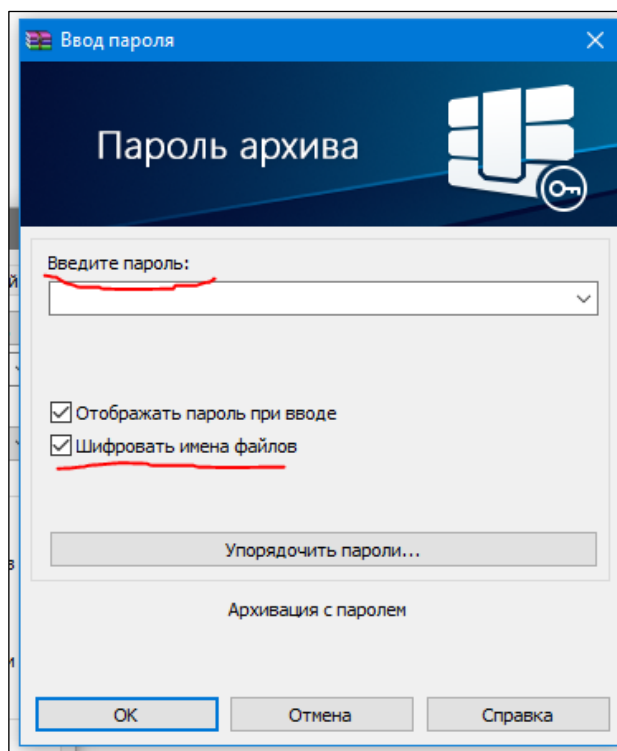 Ввод пароля
Пароль архива
Введите пароль:
й
Отображать пароль при вводе
Шифровать имена файлов
Упорядочить пароли...
в
Архивация с паролем
и
ОК
Отмена
Справка